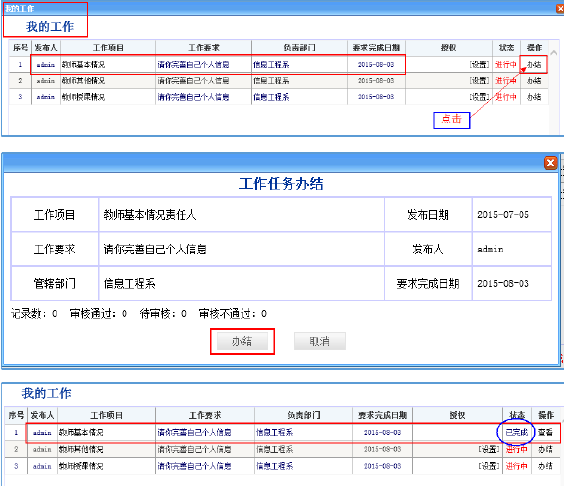 我的工作
我的工作
序号 发布人 工作项目 工作要求 负责部门 要求完成日期 授权 状态 操作
1 admin 教师基本情况 请你完善自己个人信息 信息工程系 2015-08-03 [设置] 进行中 办结
2 admin 教师其他情况 请你完善自己个人信息 信息工程系 2015-08-03 [设置] 进行中 办结
3 admin 教师授课情况 请你完善自己个人信息 信息工程系 2015-08-03 [设置] 进行中 办结
点击
工作任务办结
工作项目 教师基本情况责任人 发布日期 2015-07-05
工作要求 请你完善自己个人信息 发布人 admin
管辖部门 信息工程系 要求完成日期 2015-08-03
记录数: 0 审核通过: 0 待审核: 0 审核不通过: 0
办结 取消
我的工作
序号 发布人 工作项目 工作要求 负责部门 要求完成日期 授权 状态 操作
1 admin 教师基本情况 请你完善自己个人信息 信息工程系 2015-08-03 已完成 查看
2 admin 教师其他情况 请你完善自己个人信息 信息工程系 2015-08-03 [设置] 进行中 办结
3 admin 教师授课情况 请你完善自己个人信息 信息工程系 2015-08-03 [设置] 进行中 办结